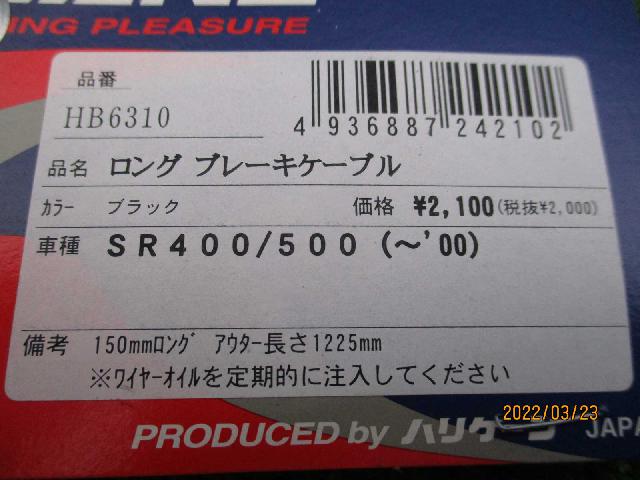 ING PLEASURE
品番
HB6310
4 936887 242102
品名 ロング ブレーキケーブル
カラー ブラック 価格 ¥2,100(税抜¥2,000)
車種 SR400/500 (～'00)
備考 150mmロング アウター長さ1225mm
※ワイヤーオイルを定期的に注入してください
2022/03/23
PRODUCED by ハリケーン JAPA